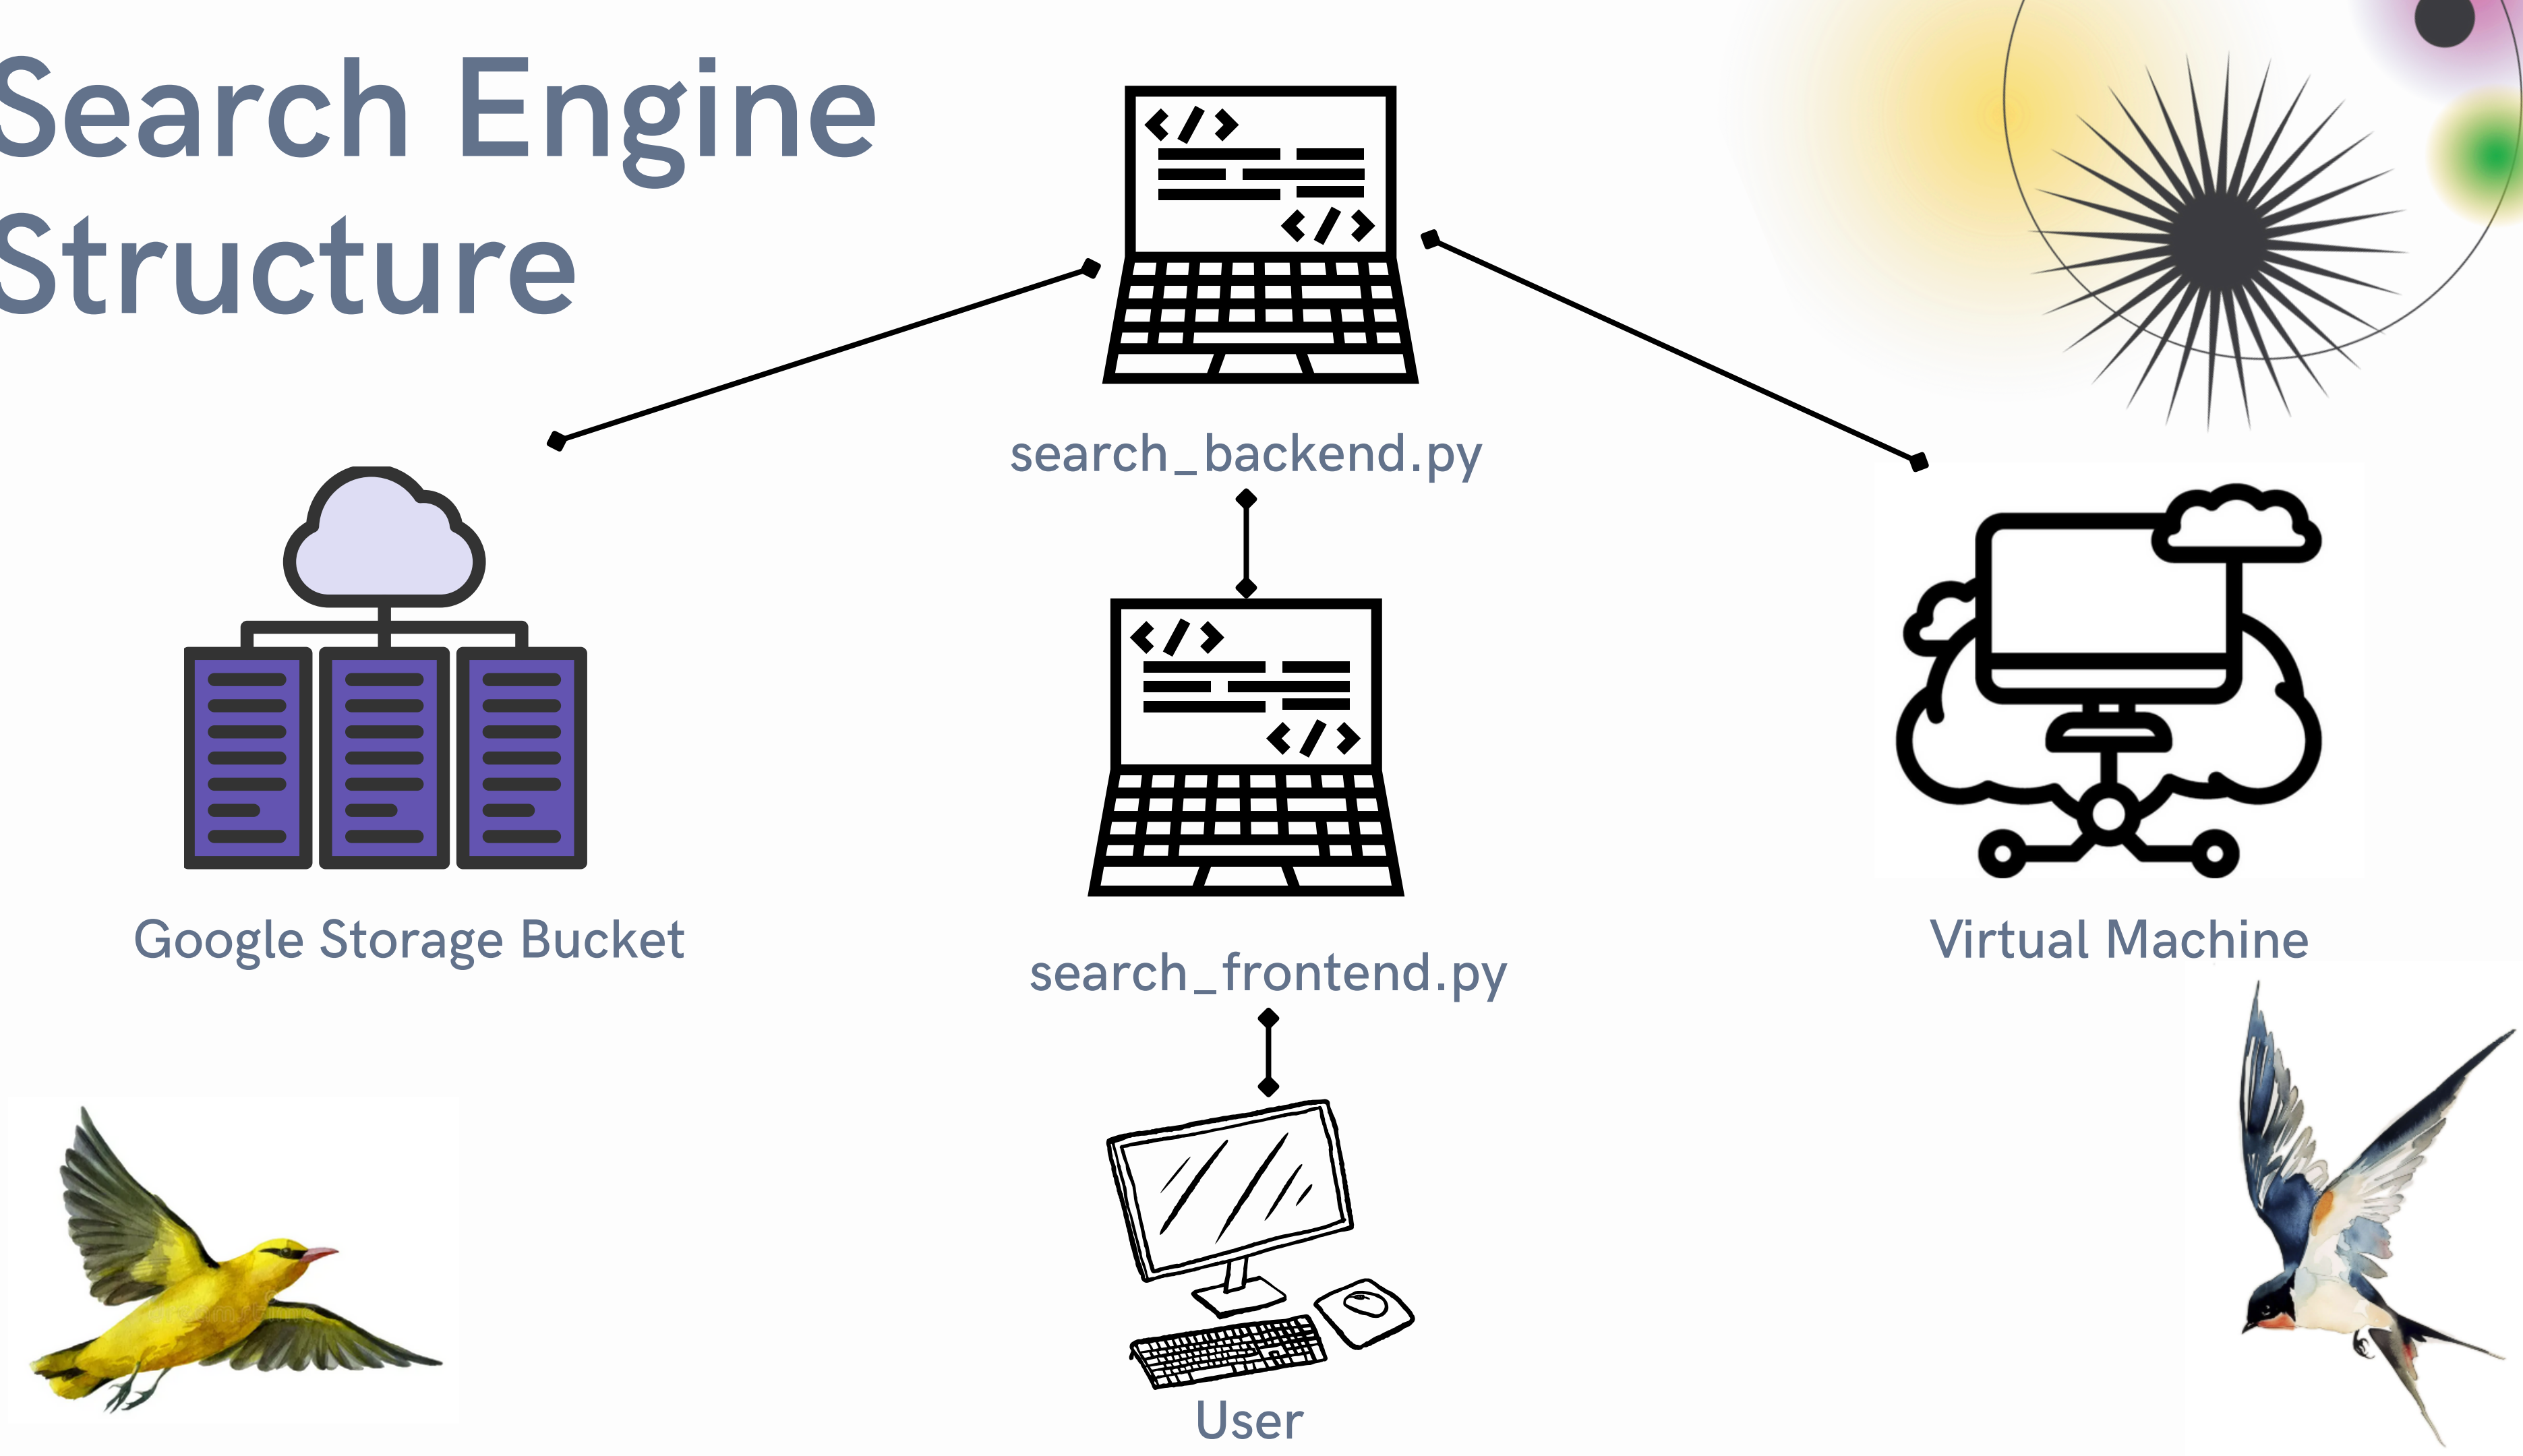 Search Engine
Structure
</>
</>
search_backend.py
</>
</>
Google Storage Bucket
search_frontend.py
Virtual Machine
User